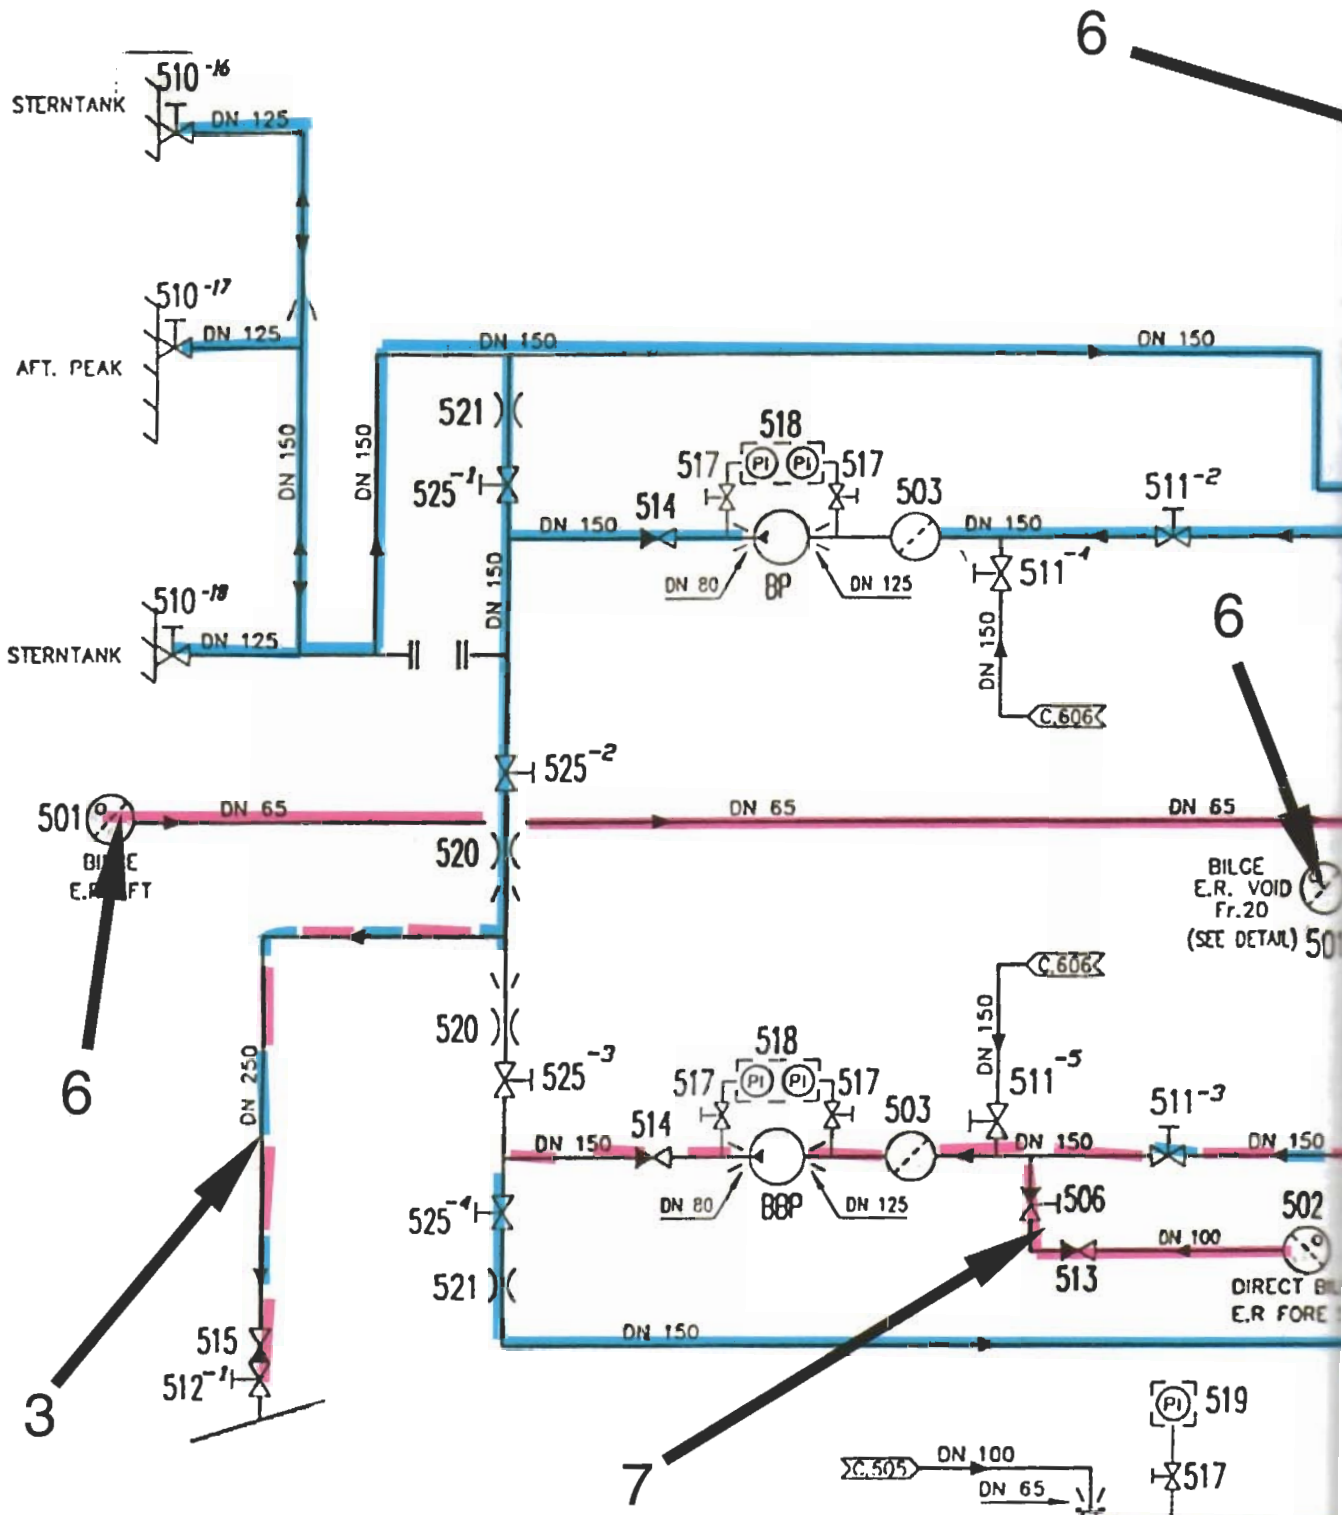 6
510-16
STERNTANK
DN 125
510-17
DN 125
AFT. PEAK
DN 150
DN 150
DN 150
DN 150
521
518
PI PI
517
517
525-1
514
503
511-2
DN 150
DN 150
DN 80
BP
DN 125
511-4
DN 150
DN 150
C.606
510-18
DN 125
STERNTANK
6
525-2
501
DN 65
DN 65
DN 65
BILGE
520
BILGE
E.R. VOID
Fr.20
(SEE DETAIL)
C.606
DN 150
520
518
PI PI
517
517
525-3
511-5
511-3
6
DN 250
514
503
DN 150
DN 150
DN 150
DN 80
BBP
DN 125
506
502
525-4
DN 100
513
DIRECT
E.R FORE
521
DN 150
515
512-1
3
PI 519
7
C.505
DN 100
517
DN 65